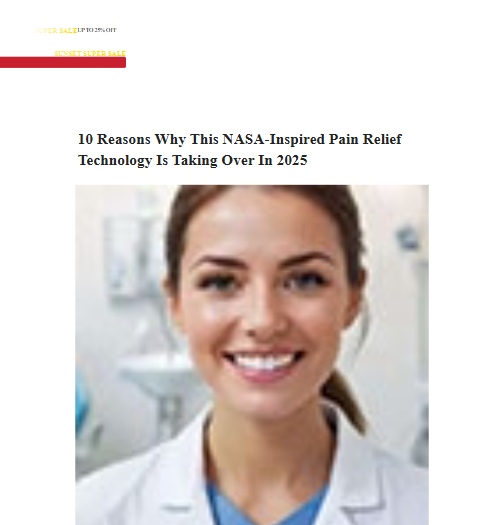 SALE UP TO 25% OFF
SUNSET SUPER SALE
10 Reasons Why This NASA-Inspired Pain Relief
Technology Is Taking Over In 2025